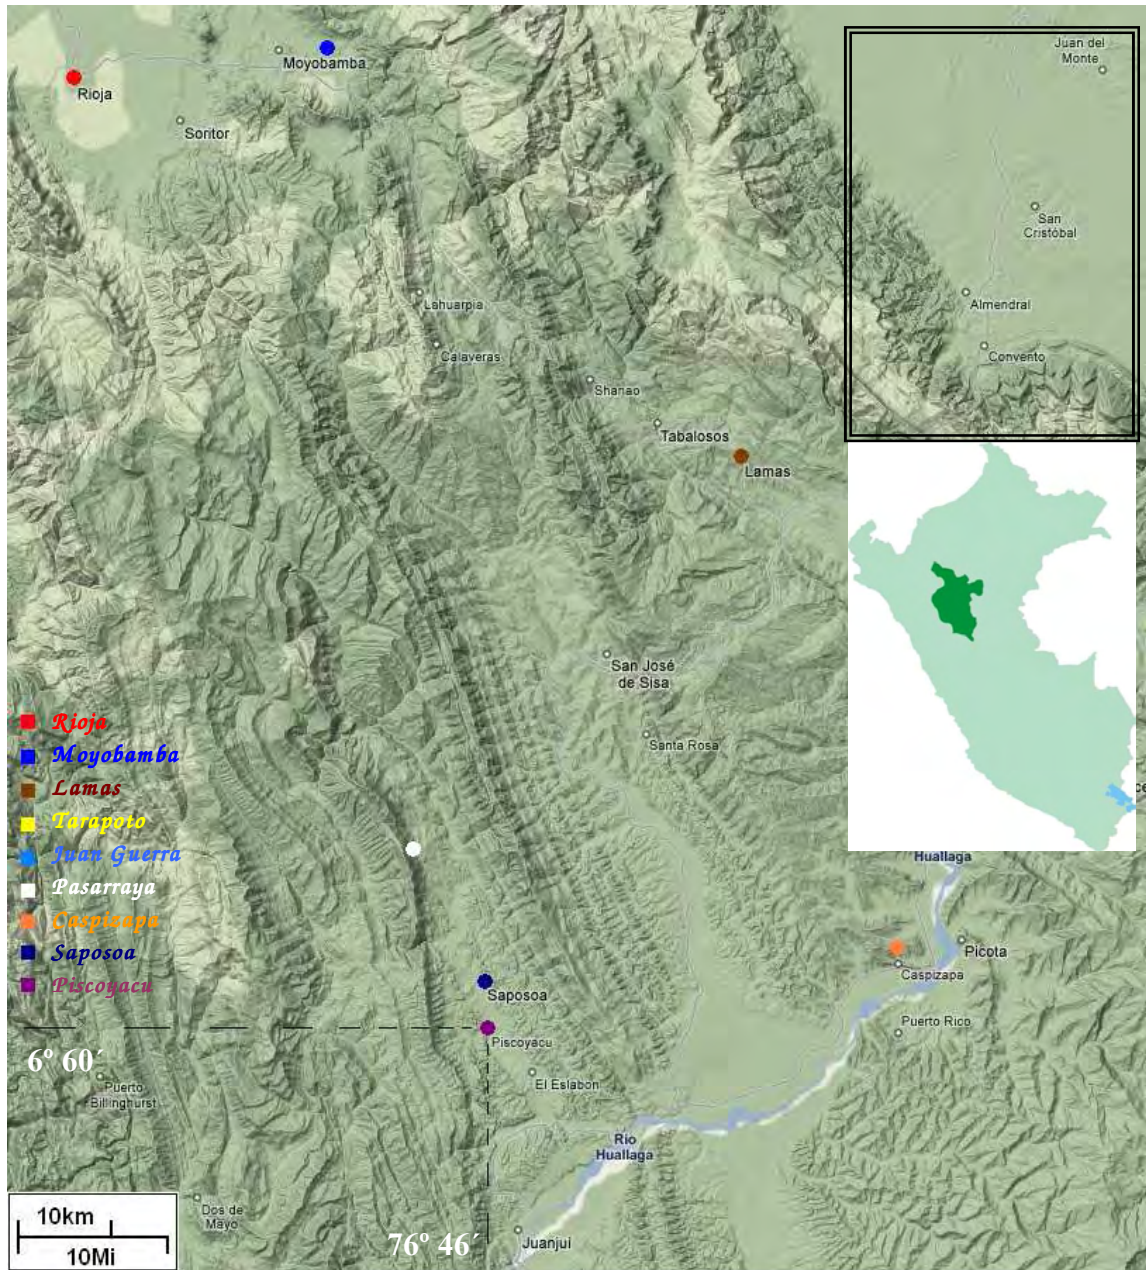 Juan del
Monte
Moyobamba
Rioja
Soritor
San
Cristóbal
Lahuarpia
Almendral
Calaveras
Convento
Shanao
Tabalosos
Lamas
San José
de Sisa
Rioja
Santa Rosa
Moyobamba
Lamas
Tarapoto
Juan Guerra
Huallaga
Pasarraya
Caspizapa
Picota
Saposoa
Caspizapa
Piscoyacu
Saposoa
Puerto Rico
Piscoyacu
6º 60´
Puerto
Billinghurst
El Eslabon
Rio
Huallaga
Dos de
Mayo
10km
10Mi
76º 46´
Juanjui